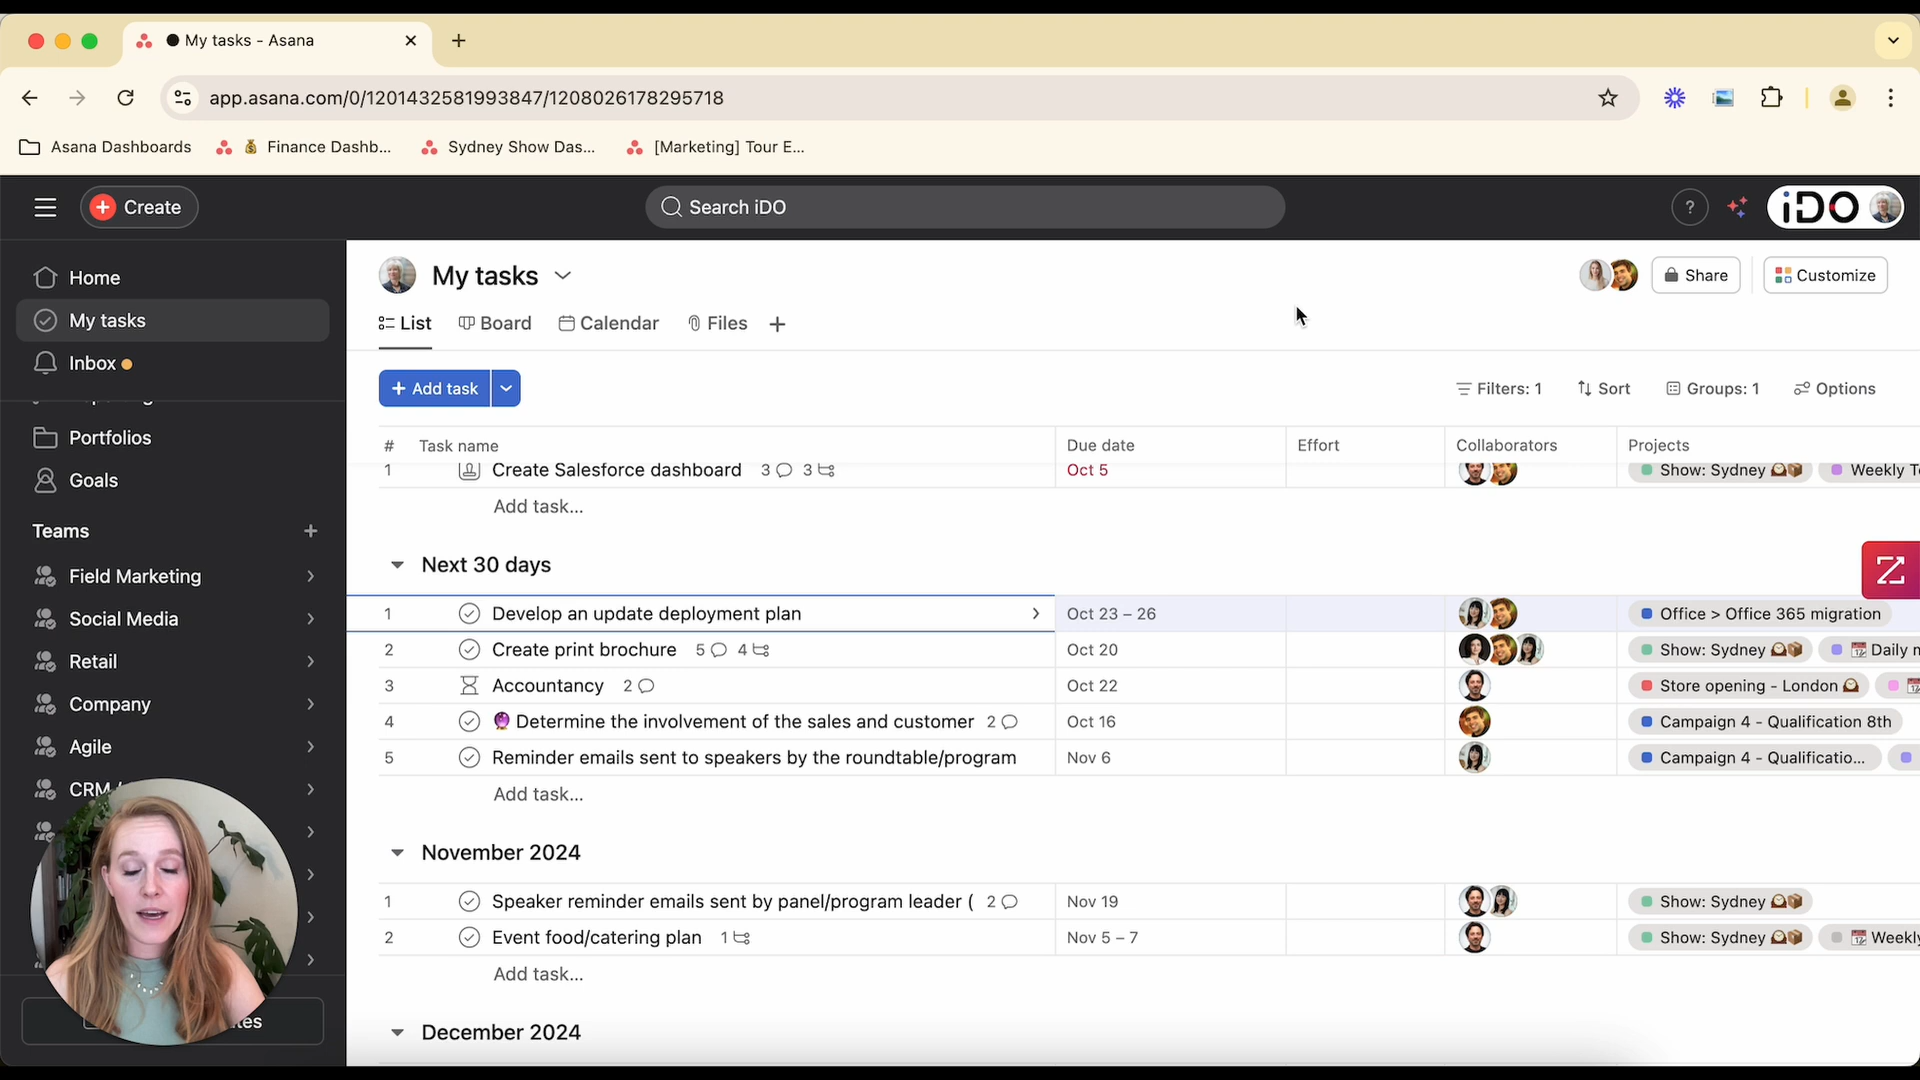 My tasks - Asana
app.asana.com/0/1201432581993847/1208026178295718
Asana Dashboards
Finance Dashb...
Sydney Show Das...
[Marketing] Tour E...
Create
Search iDO
?
iDO
Home
My tasks
Inbox
Portfolios
Goals
Teams
Field Marketing
Social Media
Retail
Company
Agile
CRM
My tasks
Share
Customize
List
Board
Calendar
Files
Add task
Filters: 1
Sort
Groups: 1
Options
# Task name Due date Effort Collaborators Projects
1 Create Salesforce dashboard 3 3 Oct 5 Show: Sydney Weekly T
Add task...
Next 30 days
1 Develop an update deployment plan Oct 23 – 26 Office > Office 365 migration
2 Create print brochure 5 4 Oct 20 Show: Sydney Daily m
3 Accountancy 2 Oct 22 Store opening - London
4 Determine the involvement of the sales and customer 2 Oct 16 Campaign 4 - Qualification 8th
5 Reminder emails sent to speakers by the roundtable/program Nov 6 Campaign 4 - Qualificatio...
Add task...
November 2024
1 Speaker reminder emails sent by panel/program leader ( 2 Nov 19 Show: Sydney
2 Event food/catering plan 1 Nov 5 – 7 Show: Sydney Weekly
Add task...
December 2024